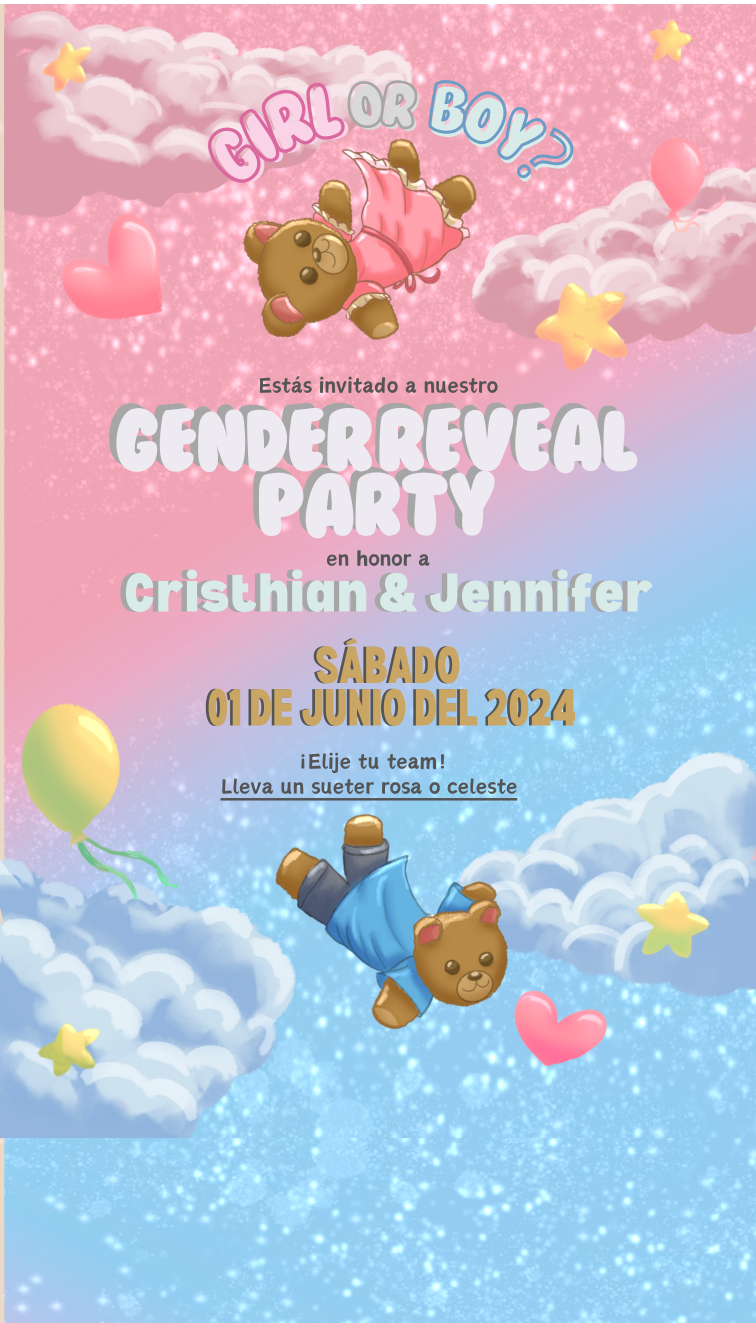 GIRL OR BOY?
Estás invitado a nuestro
GENDER REVEAL
PARTY
en honor a
Cristhian & Jennifer
SÁBADO
01 DE JUNIO DEL 2024
¡Elije tu team!
Lleva un sueter rosa o celeste